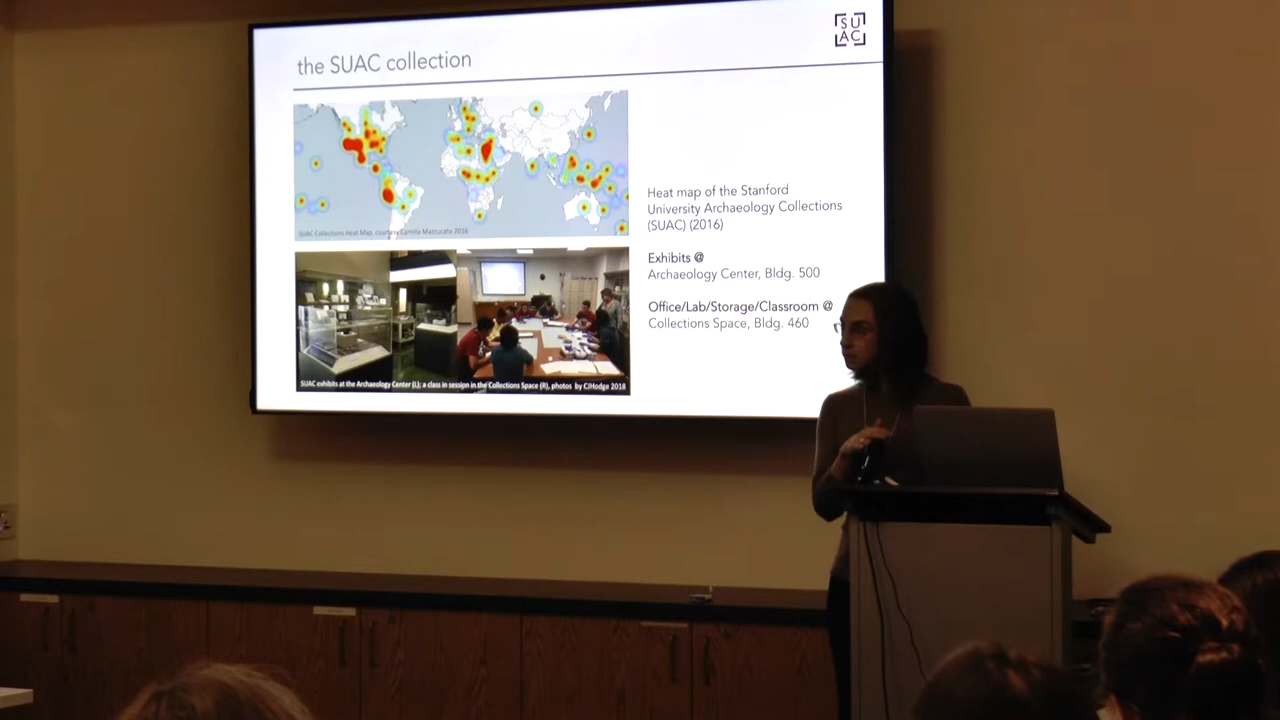 SU
AC
the SUAC collection
SUAC Collections Heat Map, courtesy Camilla Mazzucato 2016
Heat map of the Stanford
University Archaeology Collections
(SUAC) (2016)
Exhibits @
Archaeology Center, Bldg. 500
Office/Lab/Storage/Classroom @
Collections Space, Bldg. 460
SUAC exhibits at the Archaeology Center (L); a class in session in the Collections Space (R), photos by CJHodge 2018